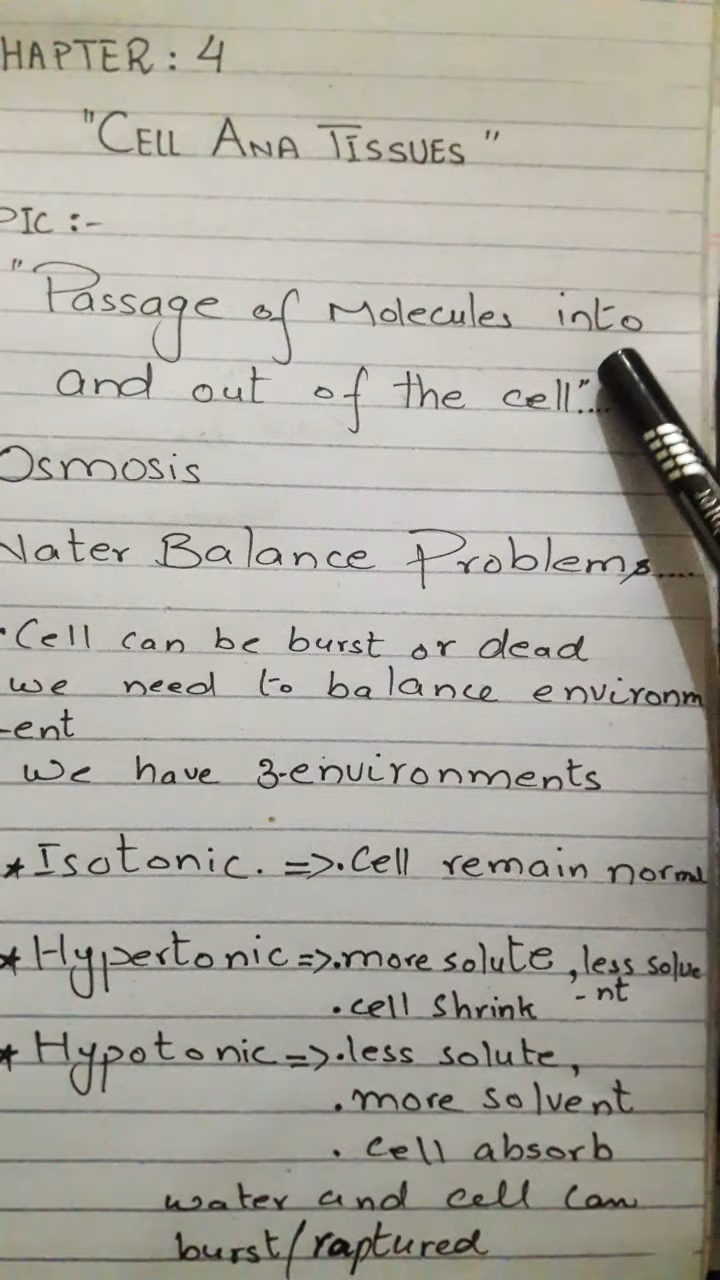 HAPTER : 4
"CELL ANA TISSUES"
PIC :-
"Passage of Molecules into
and out of the cell"....
Osmosis
Water Balance Problems....
·Cell can be burst or dead
we need to balance environm
-ent
we have 3-environments
*Isotonic. =>.Cell remain normal
*Hypertonic=>.more solute, less solve
.cell shrink -nt
*Hypotonic=>.less solute,
.more solvent
. cell absorb
water and cell can
burst/raptured